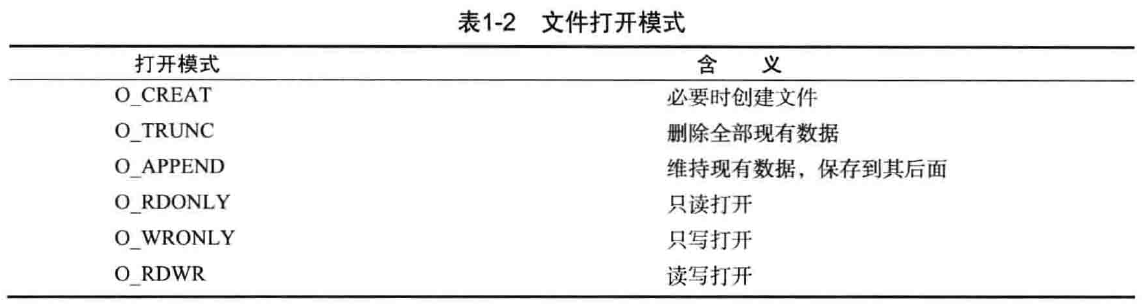 表1-2 文件打开模式
打开模式 含 义
O_CREAT 必要时创建文件
O_TRUNC 删除全部现有数据
O_APPEND 维持现有数据，保存到其后面
O_RDONLY 只读打开
O_WRONLY 只写打开
O_RDWR 读写打开